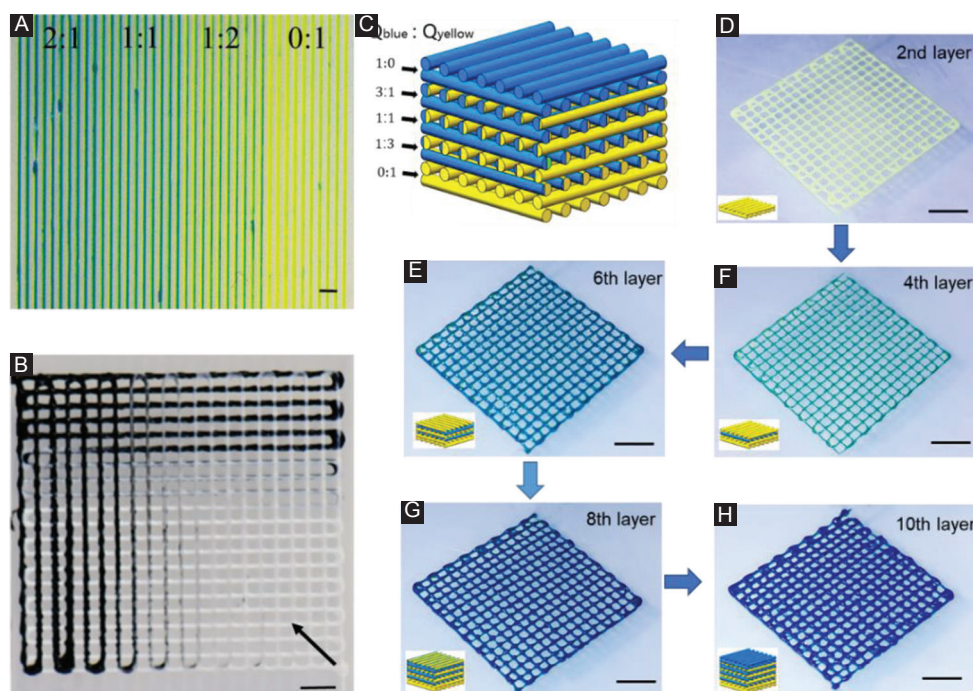 A
2:1 1:1 1:2 0:1
B
C
Qblue : Qyellow
1:0
3:1
1:1
1:3
0:1
D
2nd layer
E
6th layer
F
4th layer
G
8th layer
H
10th layer